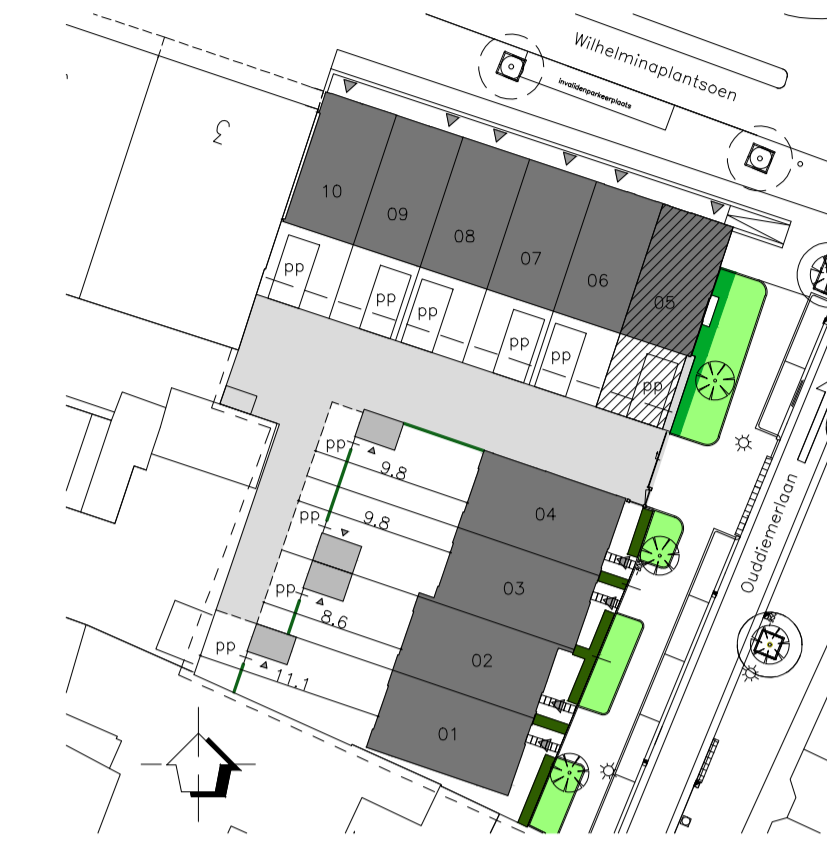 Wilhelminaplantsoen
invalidenparkeerplaats
3
10
09
08
07
06
05
pp
pp
pp
pp
pp
pp
pp
9.8
04
pp
9.8
03
pp
8.6
02
pp
11.1
01
Ouddiemerlaan